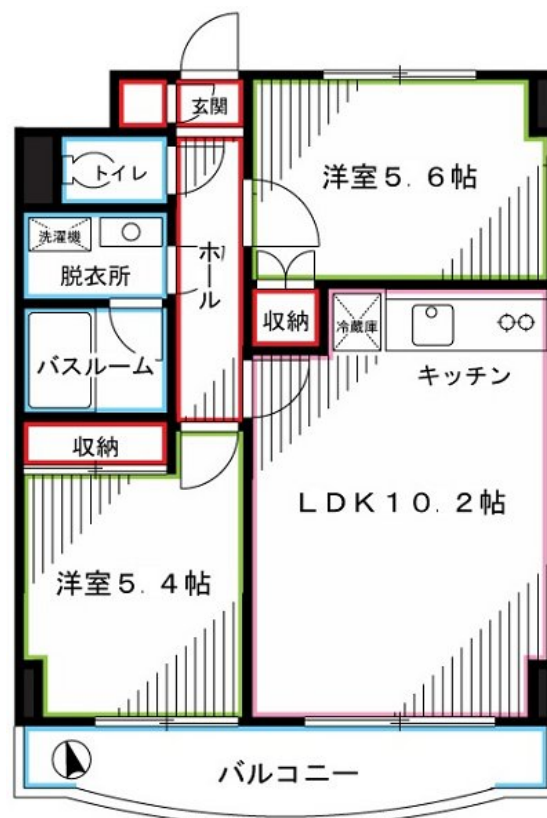 玄関
トイレ
洋室5.6帖
洗濯機
脱衣所
ホール
収納
冷蔵庫
キッチン
バスルーム
収納
LDK10.2帖
洋室5.4帖
バルコニー